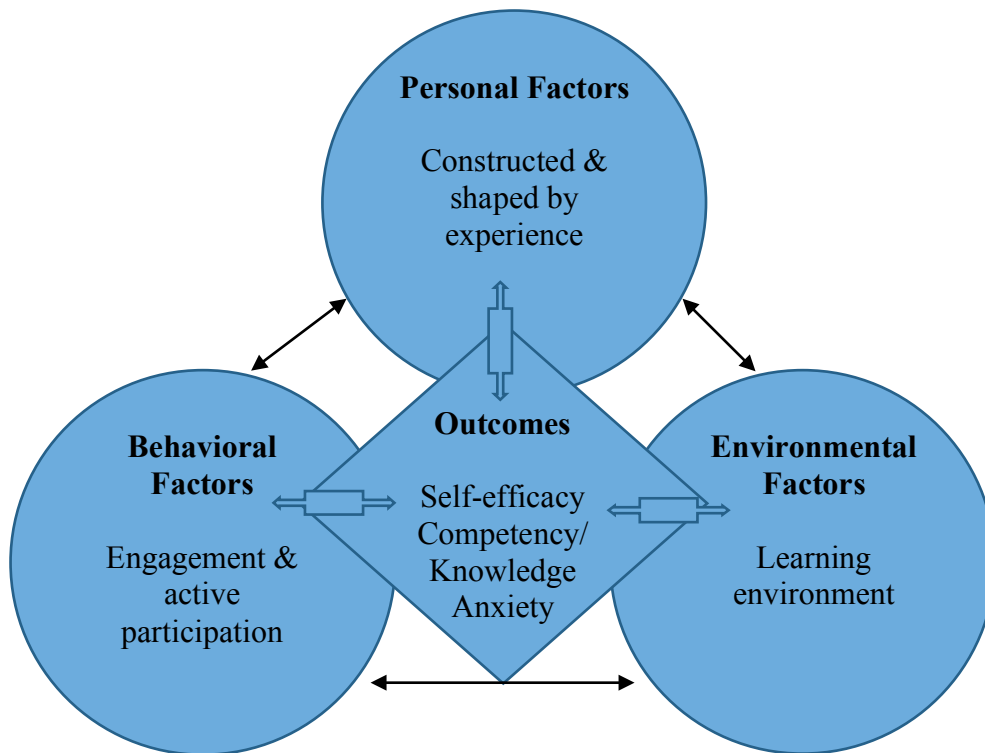 Personal Factors
Constructed &
shaped by
experience
Behavioral
Factors
Engagement &
active
participation
Outcomes
Self-efficacy
Competency/
Knowledge
Anxiety
Environmental
Factors
Learning
environment